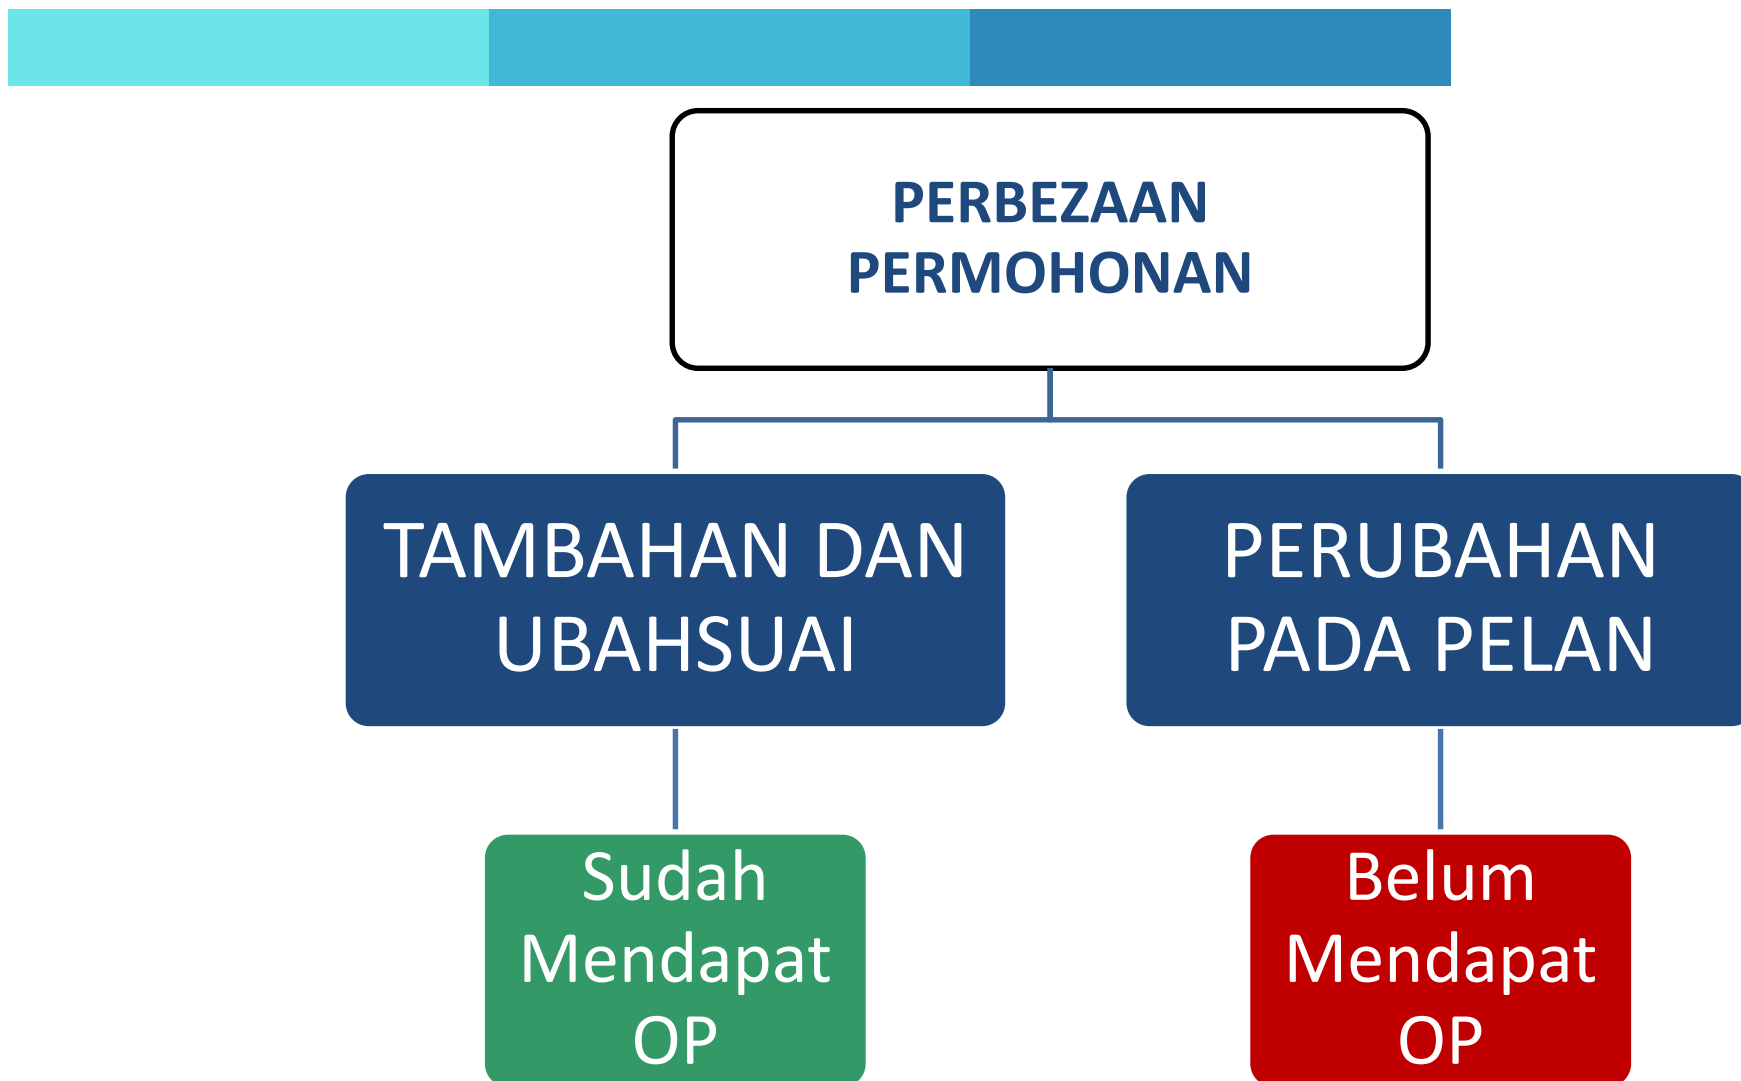 PERBEZAAN
PERMOHONAN
TAMBAHAN DAN
UBAHSUAI
PERUBAHAN
PADA PELAN
Sudah
Mendapat
OP
Belum
Mendapat
OP